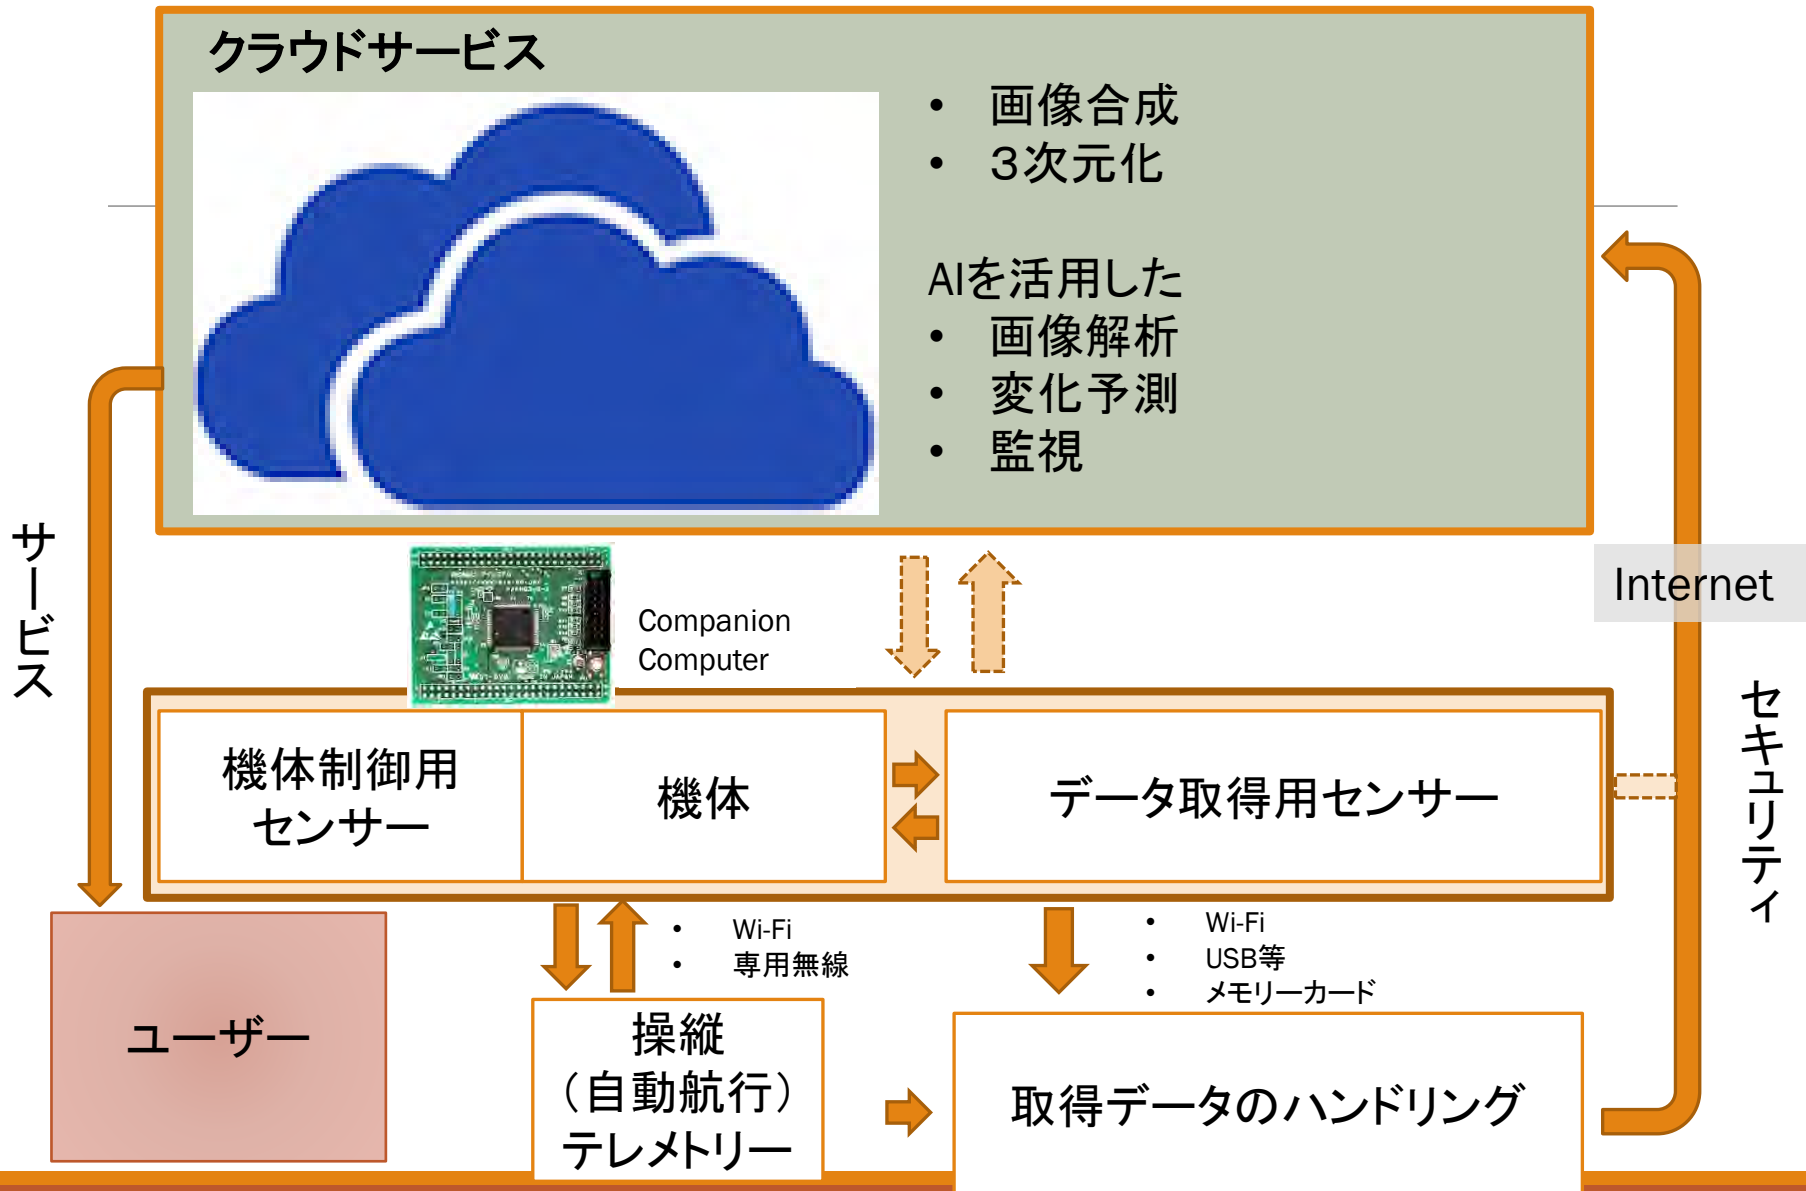 クラウドサービス
• 画像合成
• ３次元化
AIを活用した
• 画像解析
• 変化予測
• 監視
サービス
Companion
Computer
Internet
セキュリティ
機体制御用
センサー
機体
データ取得用センサー
• Wi-Fi
• 専用無線
• Wi-Fi
• USB等
• メモリーカード
ユーザー
操縦
（自動航行）
テレメトリー
取得データのハンドリング